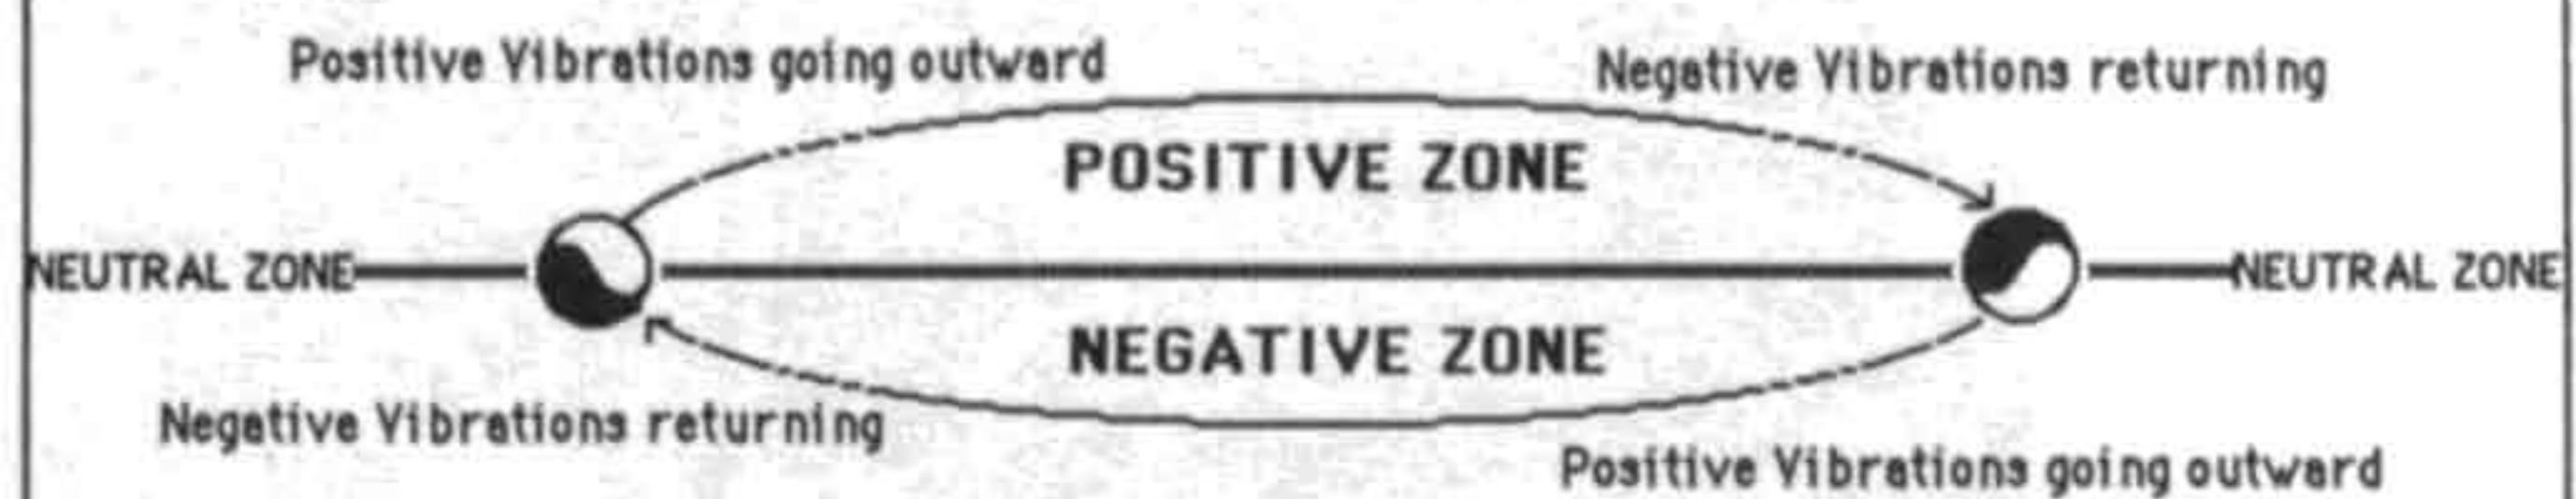 Positive Vibrations going outward
Negative Vibrations returning
POSITIVE ZONE
NEUTRAL ZONE
NEUTRAL ZONE
NEGATIVE ZONE
Negative Vibrations returning
Positive Vibrations going outward